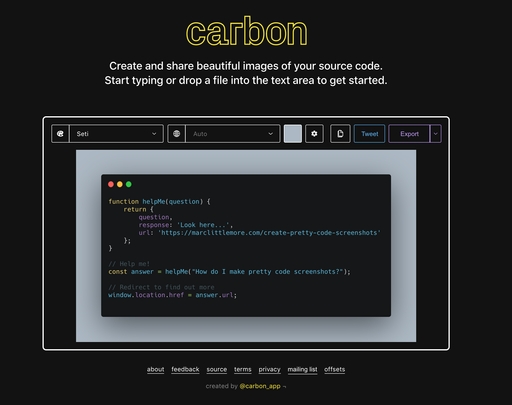 carbon
Create and share beautiful images of your source code.
Start typing or drop a file into the text area to get started.
Seti Auto Tweet Export
function helpMe(question) {
    return {
        question,
        response: 'Look here...',
        url: 'https://marclittlemore.com/create-pretty-code-screenshots'
    };
}
// Help me!
const answer = helpMe("How do I make pretty code screenshots?");
// Redirect to find out more
window.location.href = answer.url;
about feedback source terms privacy mailing list offsets
created by @carbon_app ¬